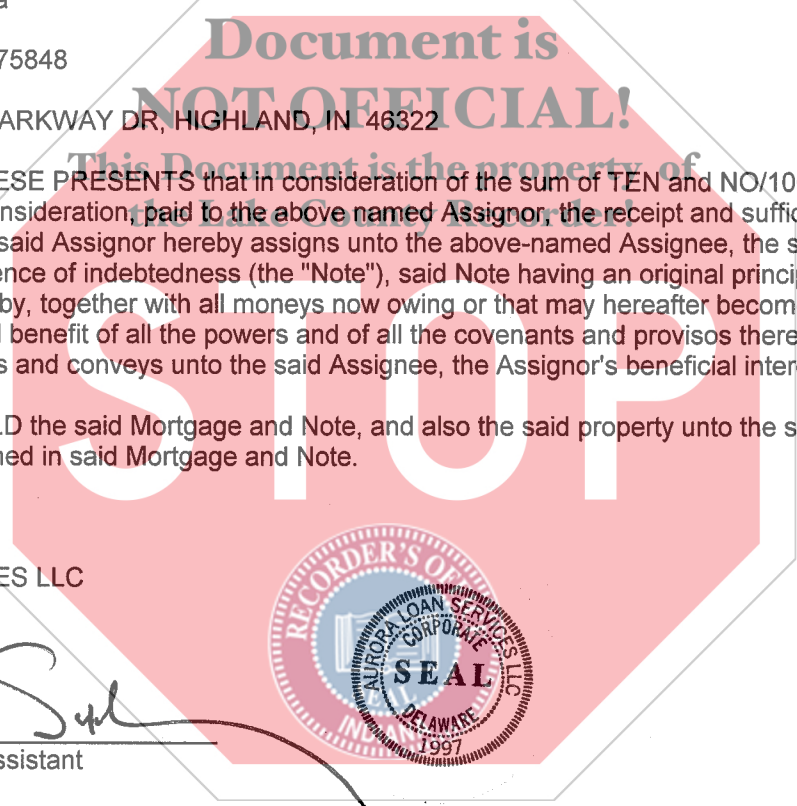 Document is
75848
NOT OFFICIAL!
ARKWAY DR, HIGHLAND, IN 46322
This Document is the property of
ESE PRESENTS that in consideration of the sum of TEN and NO/10
the Lake County Recorder!
nsideration, paid to the above named Assignor, the receipt and suffic
said Assignor hereby assigns unto the above-named Assignee, the s
ence of indebtedness (the "Note"), said Note having an original princi
by, together with all moneys now owing or that may hereafter becom
benefit of all the powers and of all the covenants and provisos there
s and conveys unto the said Assignee, the Assignor's beneficial inter
STOP
LD the said Mortgage and Note, and also the said property unto the s
ned in said Mortgage and Note.
ES LLC
RECORDER'S OF
SEAL
INDIANA
AURORA LOAN SERVICES LLC
CORPORATE
SEAL
DELAWARE
1997
ssistant